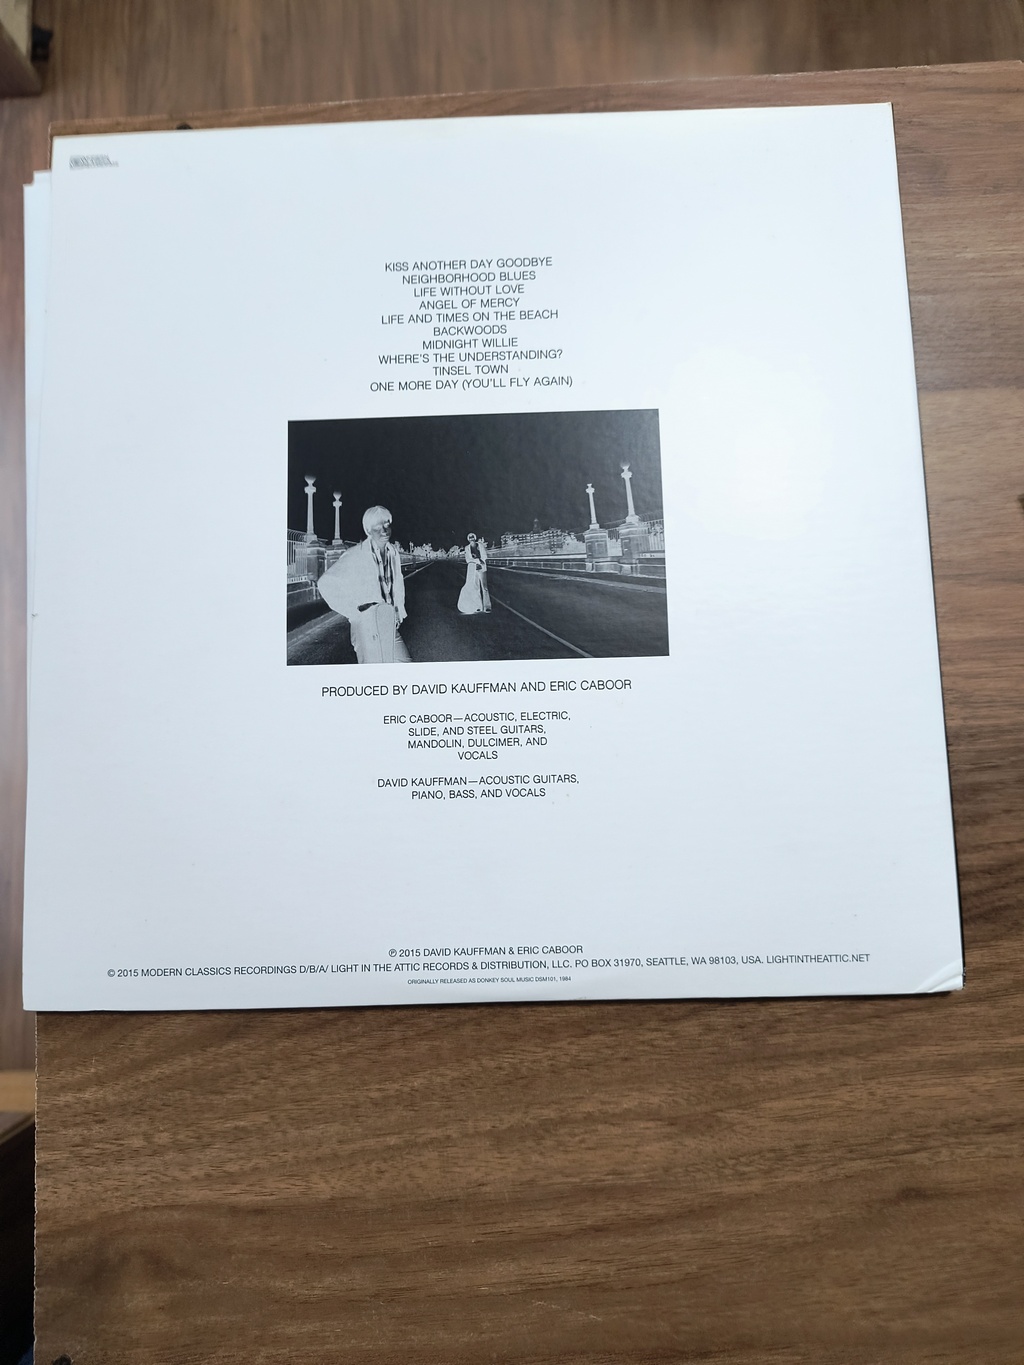 KISS ANOTHER DAY GOODBYE
NEIGHBORHOOD BLUES
LIFE WITHOUT LOVE
ANGEL OF MERCY
LIFE AND TIMES ON THE BEACH
BACKWOODS
MIDNIGHT WILLIE
WHERE'S THE UNDERSTANDING?
TINSEL TOWN
ONE MORE DAY (YOU'LL FLY AGAIN)
PRODUCED BY DAVID KAUFFMAN AND ERIC CABOOR
ERIC CABOOR—ACOUSTIC, ELECTRIC,
SLIDE, AND STEEL GUITARS,
MANDOLIN, DULCIMER, AND
VOCALS
DAVID KAUFFMAN—ACOUSTIC GUITARS,
PIANO, BASS, AND VOCALS
℗ 2015 DAVID KAUFFMAN & ERIC CABOOR
© 2015 MODERN CLASSICS RECORDINGS D/B/A/ LIGHT IN THE ATTIC RECORDS & DISTRIBUTION, LLC. PO BOX 31970, SEATTLE, WA 98103, USA. LIGHTINTHEATTIC.NET
ORIGINALLY RELEASED AS DONKEY SOUL MUSIC DSM101, 1984